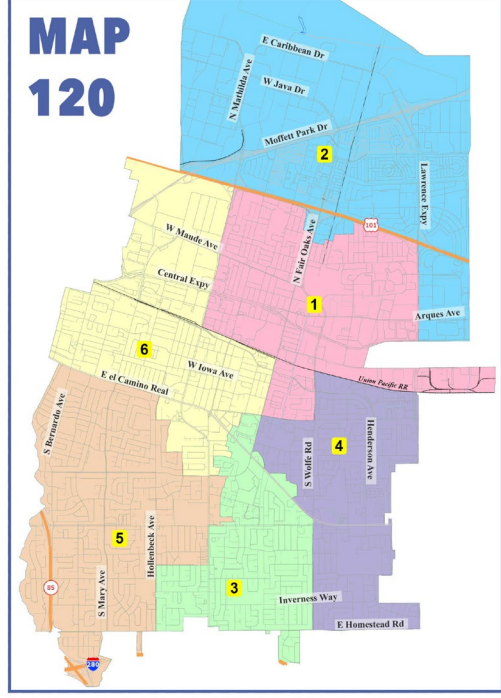 MAP
120
E Caribbean Dr
N Mathilda Ave
W Java Dr
Moffett Park Dr
2
Lawrence Expy
101
W Maude Ave
N Fair Oaks Ave
Central Expy
1
Arques Ave
6
W Iowa Ave
Union Pacific RR
E el Camino Real
S Bernardo Ave
4
S Wolfe Rd
Henderson Ave
5
Hollenbeck Ave
S Mary Ave
85
3
Inverness Way
E Homestead Rd
280